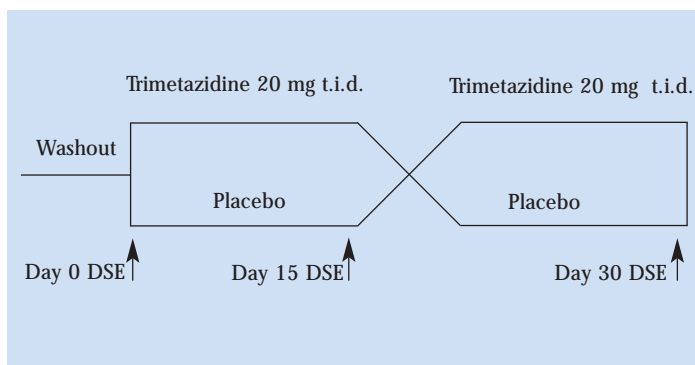 Trimetazidine 20 mg t.i.d.
Trimetazidine 20 mg t.i.d.
Washout
Placebo
Placebo
Day 0 DSE
Day 15 DSE
Day 30 DSE